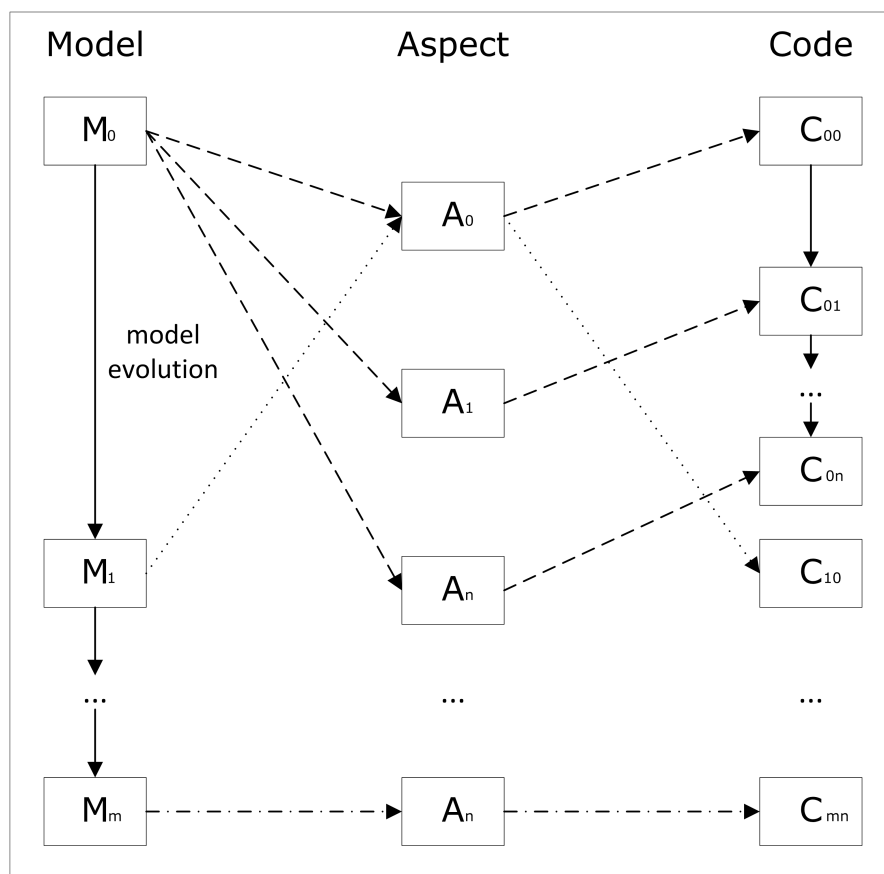 Model Aspect Code
M0 C00
A0
C01
model
evolution
A1 ...
C0n
M1 An C10
... ... ...
Mm An Cmn